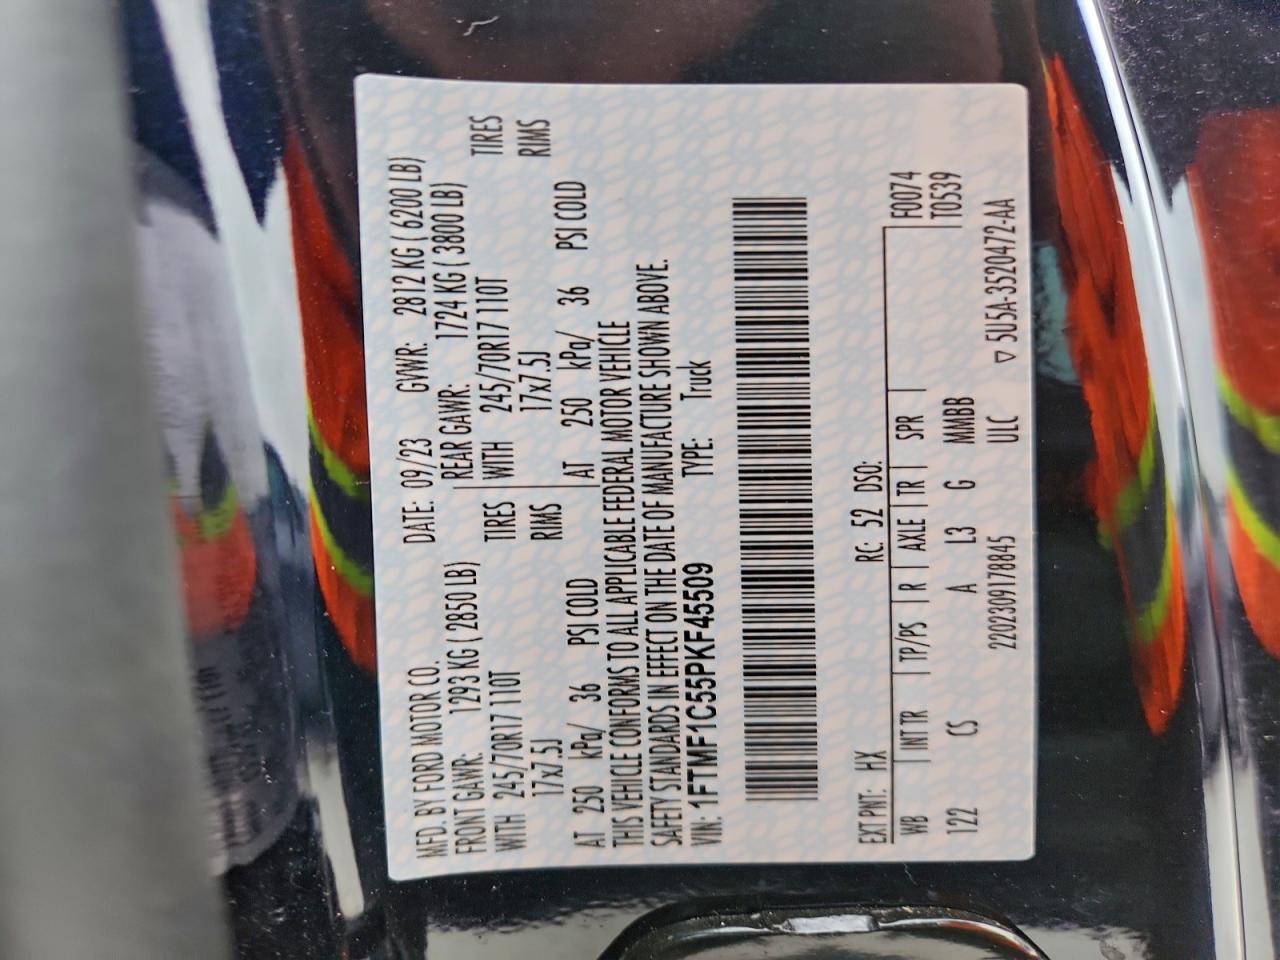 MFD. BY FORD MOTOR CO. DATE: 09/23 GVWR: 2812 KG ( 6200 LB)
FRONT GAWR: 1293 KG ( 2850 LB) REAR GAWR: 1724 KG ( 3800 LB)
WITH 245/70R17 110T TIRES WITH 245/70R17 110T TIRES
17x7.5J RIMS 17x7.5J RIMS
AT 250 kPa/ 36 PSI COLD AT 250 kPa/ 36 PSI COLD
THIS VEHICLE CONFORMS TO ALL APPLICABLE FEDERAL MOTOR VEHICLE
SAFETY STANDARDS IN EFFECT ON THE DATE OF MANUFACTURE SHOWN ABOVE.
VIN: 1FTMF1C55PKF45509 TYPE: Truck
EXT PNT: HX RC: 52 DSO:
WB INT TR TP/PS R AXLE TR SPR F0074
122 CS A L3 G MMBB T0539
2202309178845 ULC ▽ 5U5A-3520472-AA